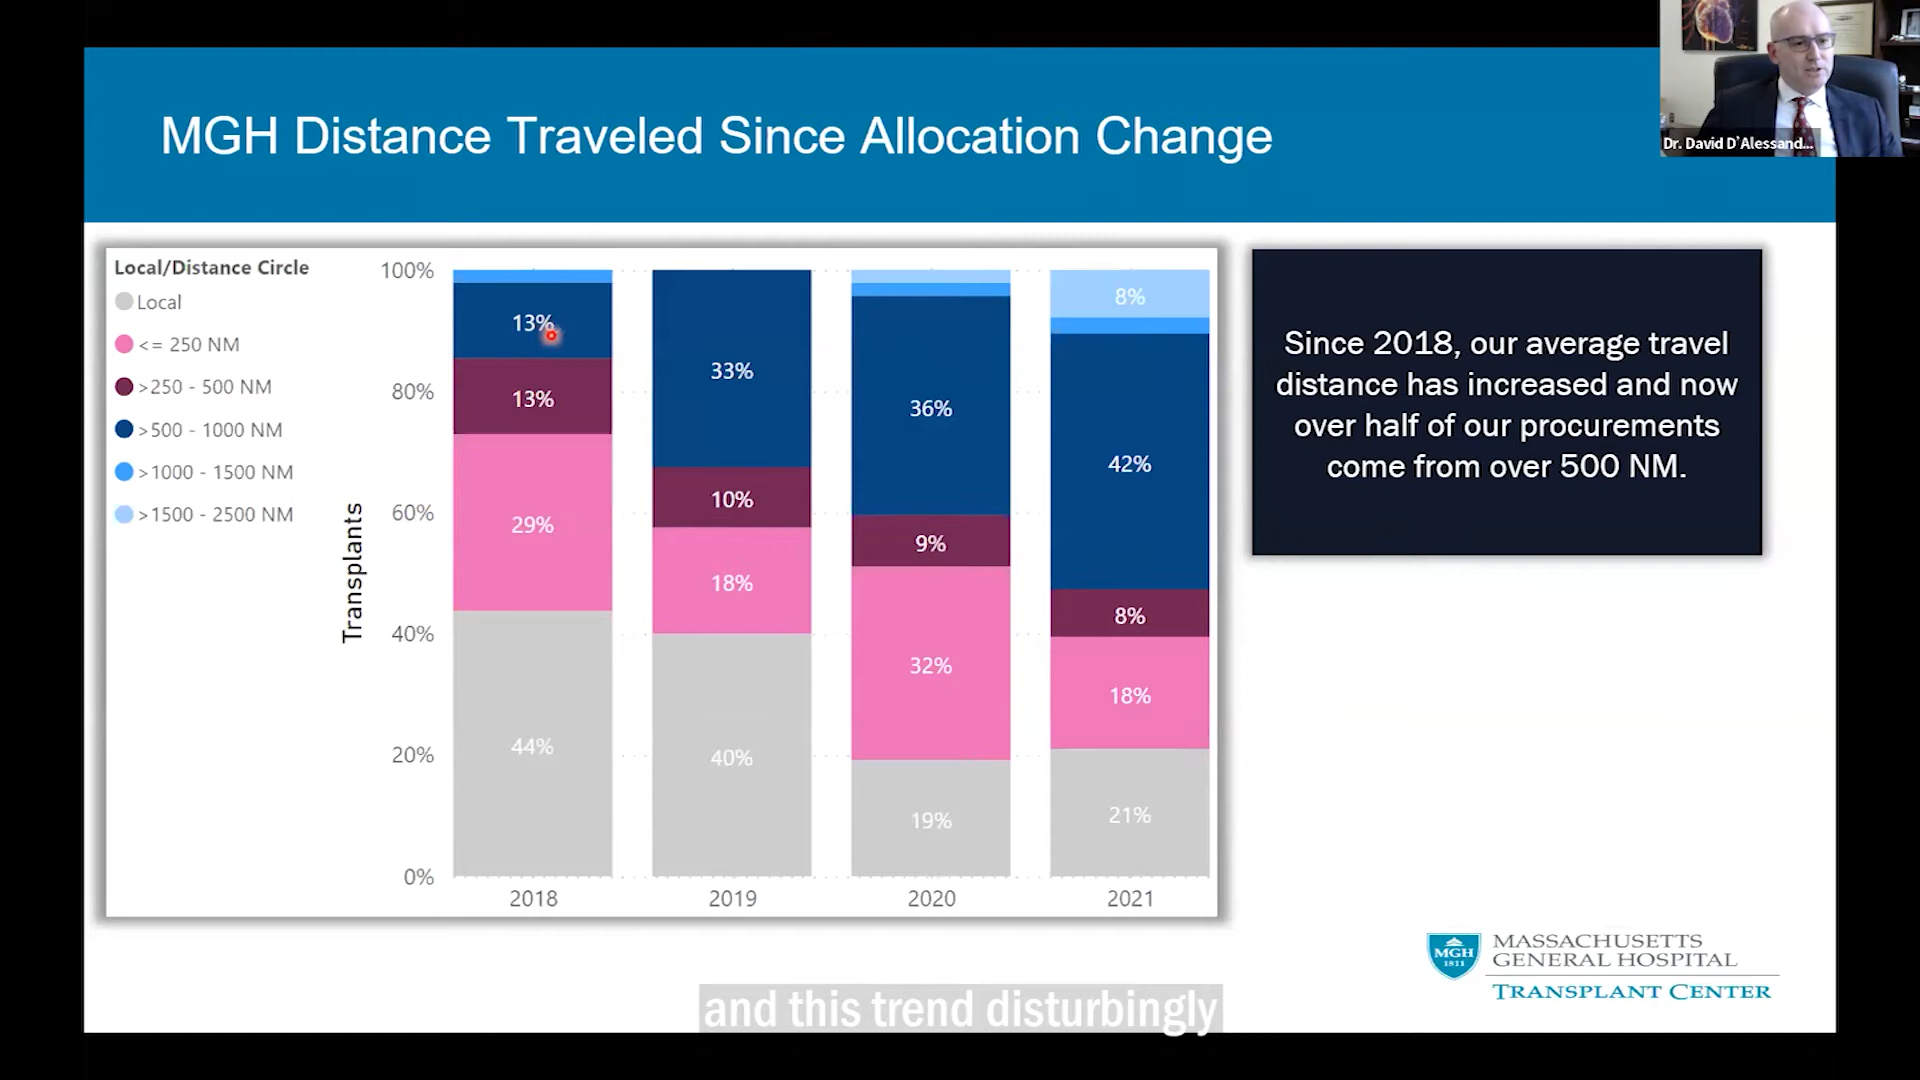 MGH Distance Traveled Since Allocation Change
Dr. David D'Alessand...
Local/Distance Circle
Local
<= 250 NM
>250 - 500 NM
>500 - 1000 NM
>1000 - 1500 NM
>1500 - 2500 NM
Transplants
100%
80%
60%
40%
20%
0%
13%
13%
29%
44%
2018
33%
10%
18%
40%
2019
36%
9%
32%
19%
2020
8%
42%
8%
18%
21%
2021
Since 2018, our average travel
distance has increased and now
over half of our procurements
come from over 500 NM.
MGH
1811
MASSACHUSETTS
GENERAL HOSPITAL
TRANSPLANT CENTER
and this trend disturbingly